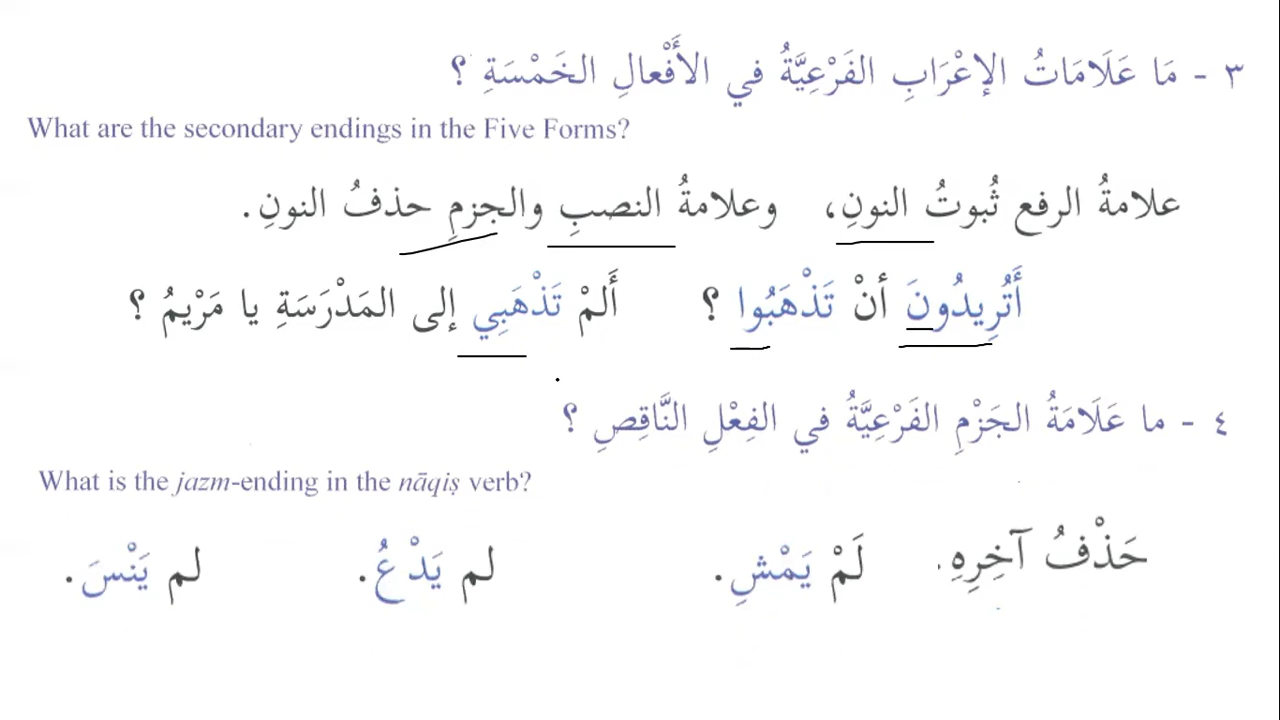 ٣ - مَا عَلَامَاتُ الإِعْرَابِ الفَرْعِيَّةُ في الأَفْعالِ الخَمْسَةِ ؟
What are the secondary endings in the Five Forms?
علامةُ الرفع ثُبوتُ النونِ، وعلامةُ النصبِ والجزمِ حذفُ النونِ.
أَتُرِيدُونَ أنْ تَذْهَبُوا ؟ أَلمْ تَذْهَبِي إلى المَدْرَسَةِ يا مَرْيمُ ؟
٤ - ما عَلَامَةُ الجَزْمِ الفَرْعِيَّةُ في الفِعْلِ النَّاقِصِ ؟
What is the jazm-ending in the nāqiṣ verb?
حَذْفُ آخِرِهِ. لَمْ يَمْشِ. لم يَدْعُ. لم يَنْسَ.